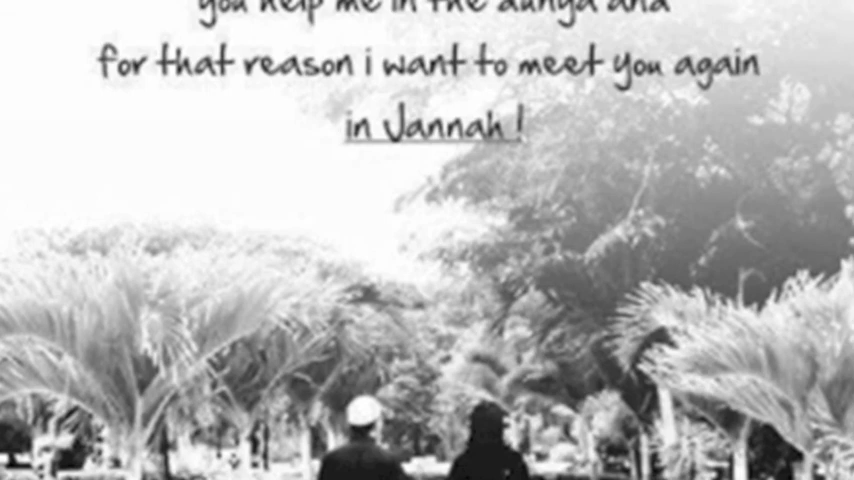 you help me in the dunya and
for that reason i want to meet you again
in Jannah !